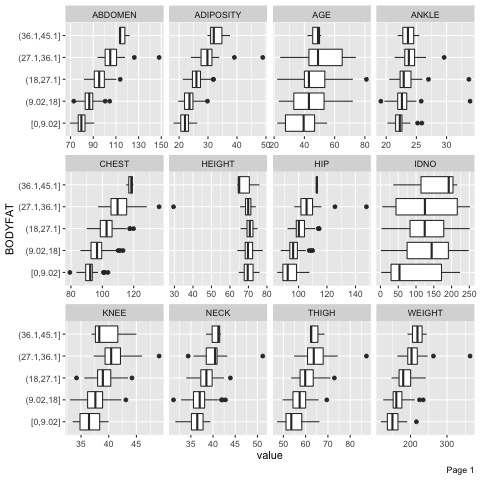 ABDOMEN ADIPOSITY AGE ANKLE
(36.1,45.1]
(27.1,36.1]
(18,27.1]
(9.02,18]
[0,9.02]
70 90 110 130 150 20 30 40 50 20 40 60 80 20 24 28 32
CHEST HEIGHT HIP IDNO
(36.1,45.1]
(27.1,36.1]
(18,27.1]
(9.02,18]
[0,9.02]
80 100 120 30 40 50 60 70 80 100 120 140 0 50 100 150 200 250
BODYFAT
KNEE NECK THIGH WEIGHT
(36.1,45.1]
(27.1,36.1]
(18,27.1]
(9.02,18]
[0,9.02]
35 40 45 35 40 45 50 50 60 70 80 200 300
value
Page 1